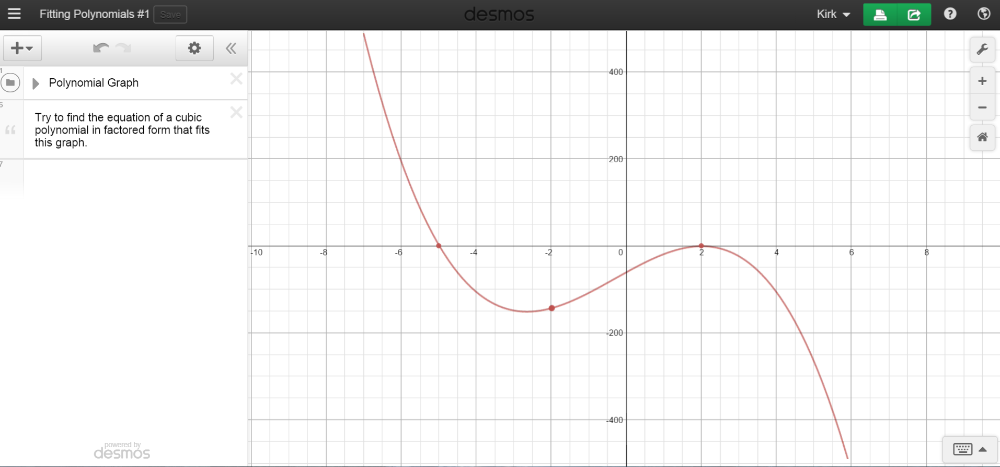 Fitting Polynomials #1 Save desmos Kirk ?
1
Polynomial Graph
6
Try to find the equation of a cubic
polynomial in factored form that fits
this graph.
7
400
200
-10 -8 -6 -4 -2 0 2 4 6 8
-200
-400
powered by
desmos